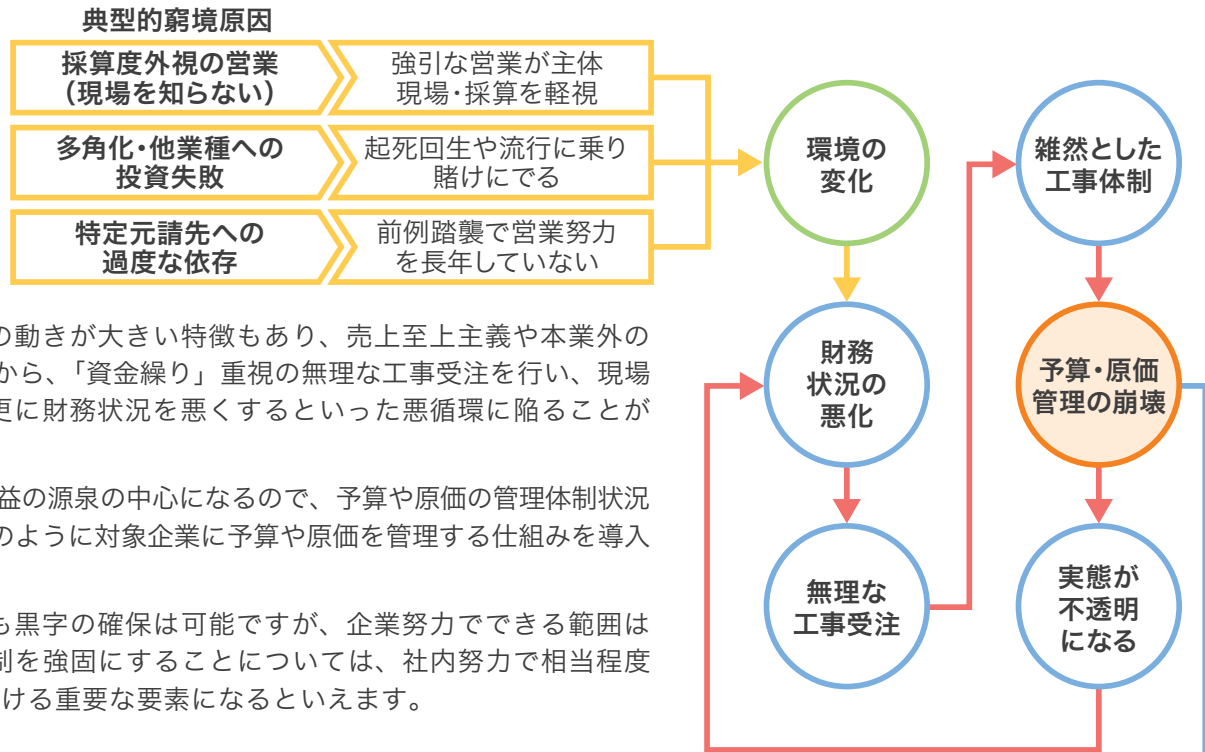 典型的窮境原因
採算度外視の営業
（現場を知らない）
強引な営業が主体
現場・採算を軽視
多角化・他業種への
投資失敗
起死回生や流行に乗り
賭けにでる
特定元請先への
過度な依存
前例踏襲で営業努力
を長年していない
の動きが大きい特徴もあり、売上至上主義や本業外の
から、「資金繰り」重視の無理な工事受注を行い、現場
更に財務状況を悪くするといった悪循環に陥ることが
益の源泉の中心になるので、予算や原価の管理体制状況
のように対象企業に予算や原価を管理する仕組みを導入
も黒字の確保は可能ですが、企業努力でできる範囲は
制を強固にすることについては、社内努力で相当程度
ける重要な要素になるといえます。
環境の
変化
財務
状況の
悪化
無理な
工事受注
雑然とした
工事体制
予算・原価
管理の崩壊
実態が
不透明
になる